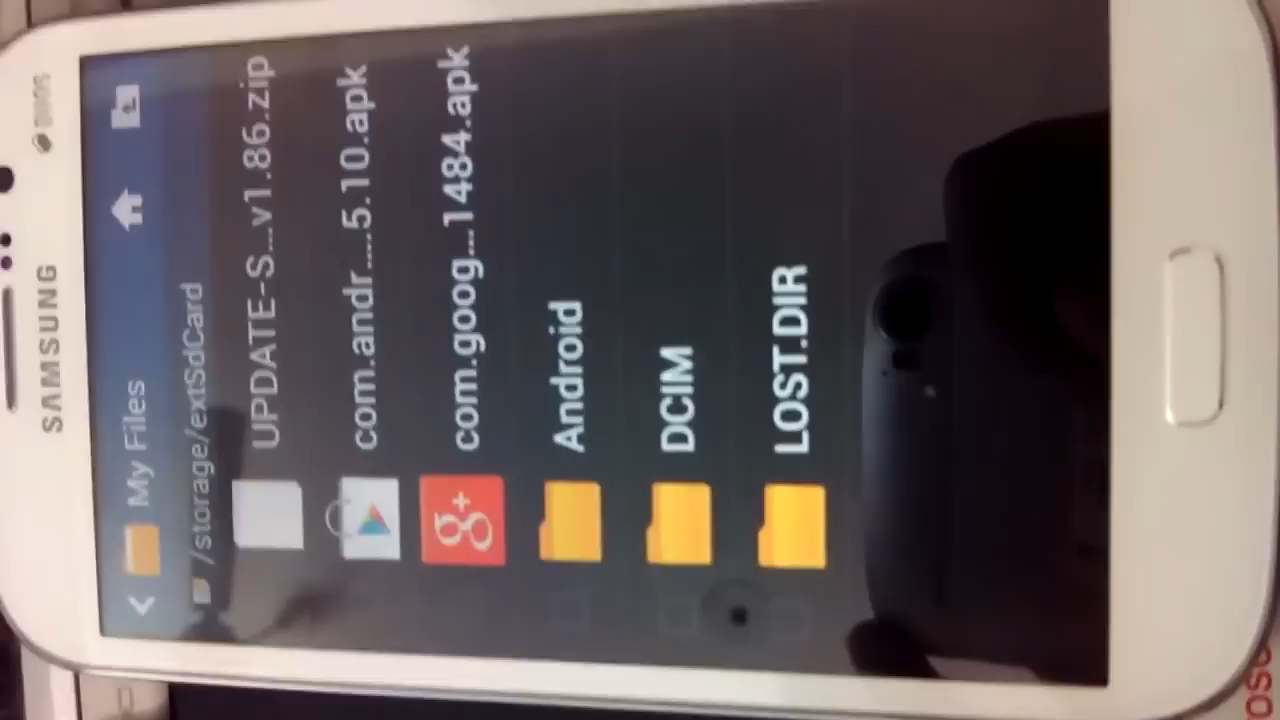 SAMSUNG
DUOS
My Files
/storage/extSdCard
UPDATE-S...v1.86.zip
com.andr....5.10.apk
com.goog...1484.apk
Android
DCIM
LOST.DIR